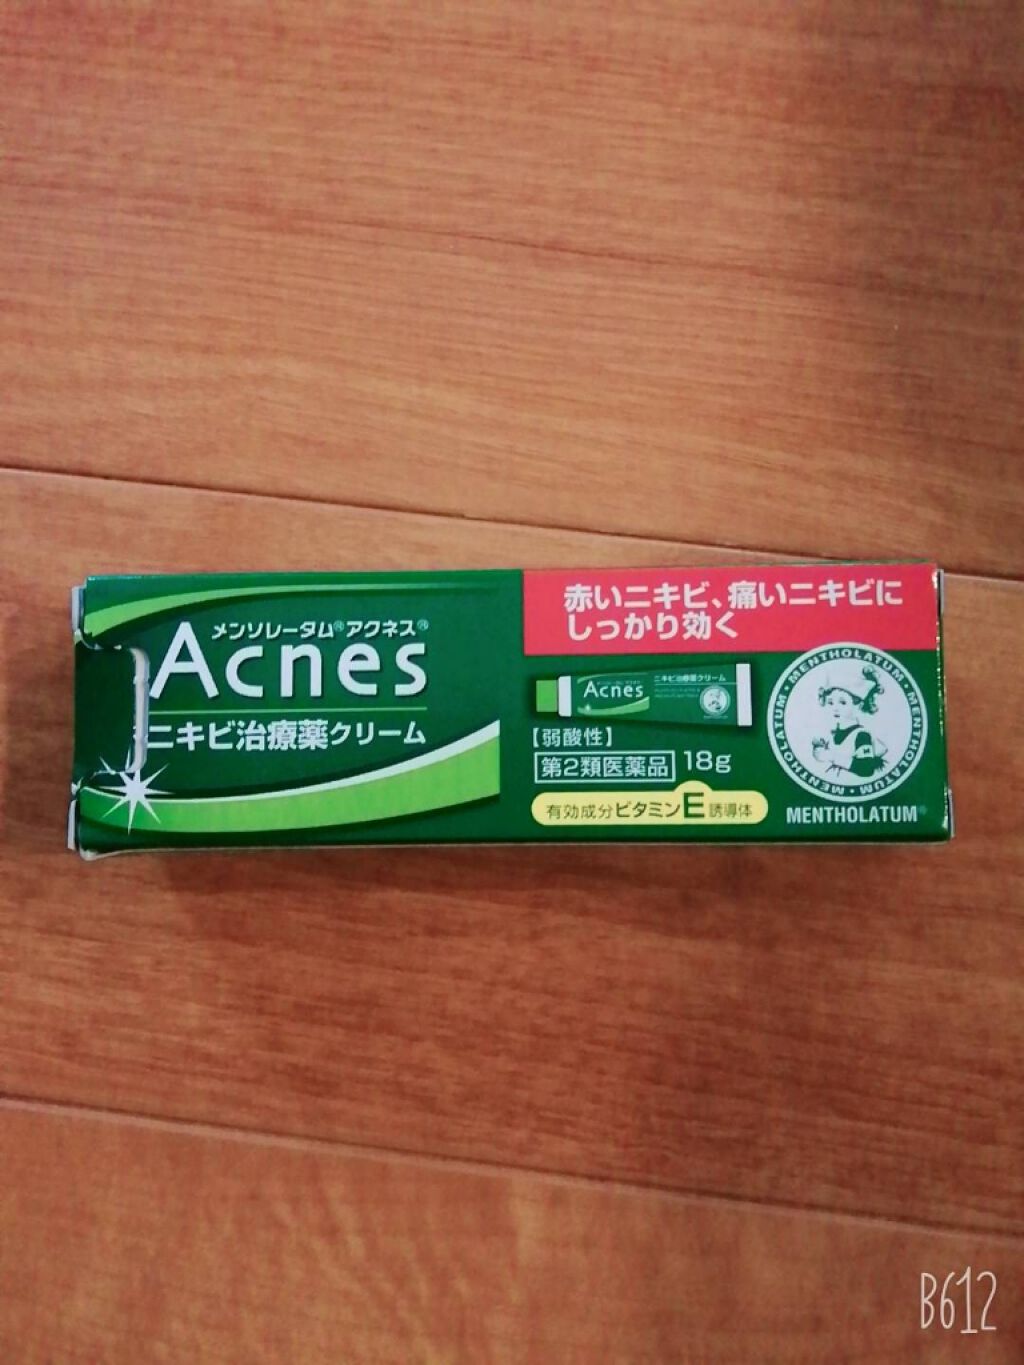 メンソレータム®アクネス®
Acnes
ニキビ治療薬クリーム
赤いニキビ、痛いニキビに
しっかり効く
Acnes
ニキビ治療薬クリーム
【弱酸性】
第2類医薬品 18g
有効成分ビタミンE誘導体
MENTHOLATUM・MENTHOLATUM・MENTHOLATUM・MENTHOLATUM
MENTHOLATUM®
B612